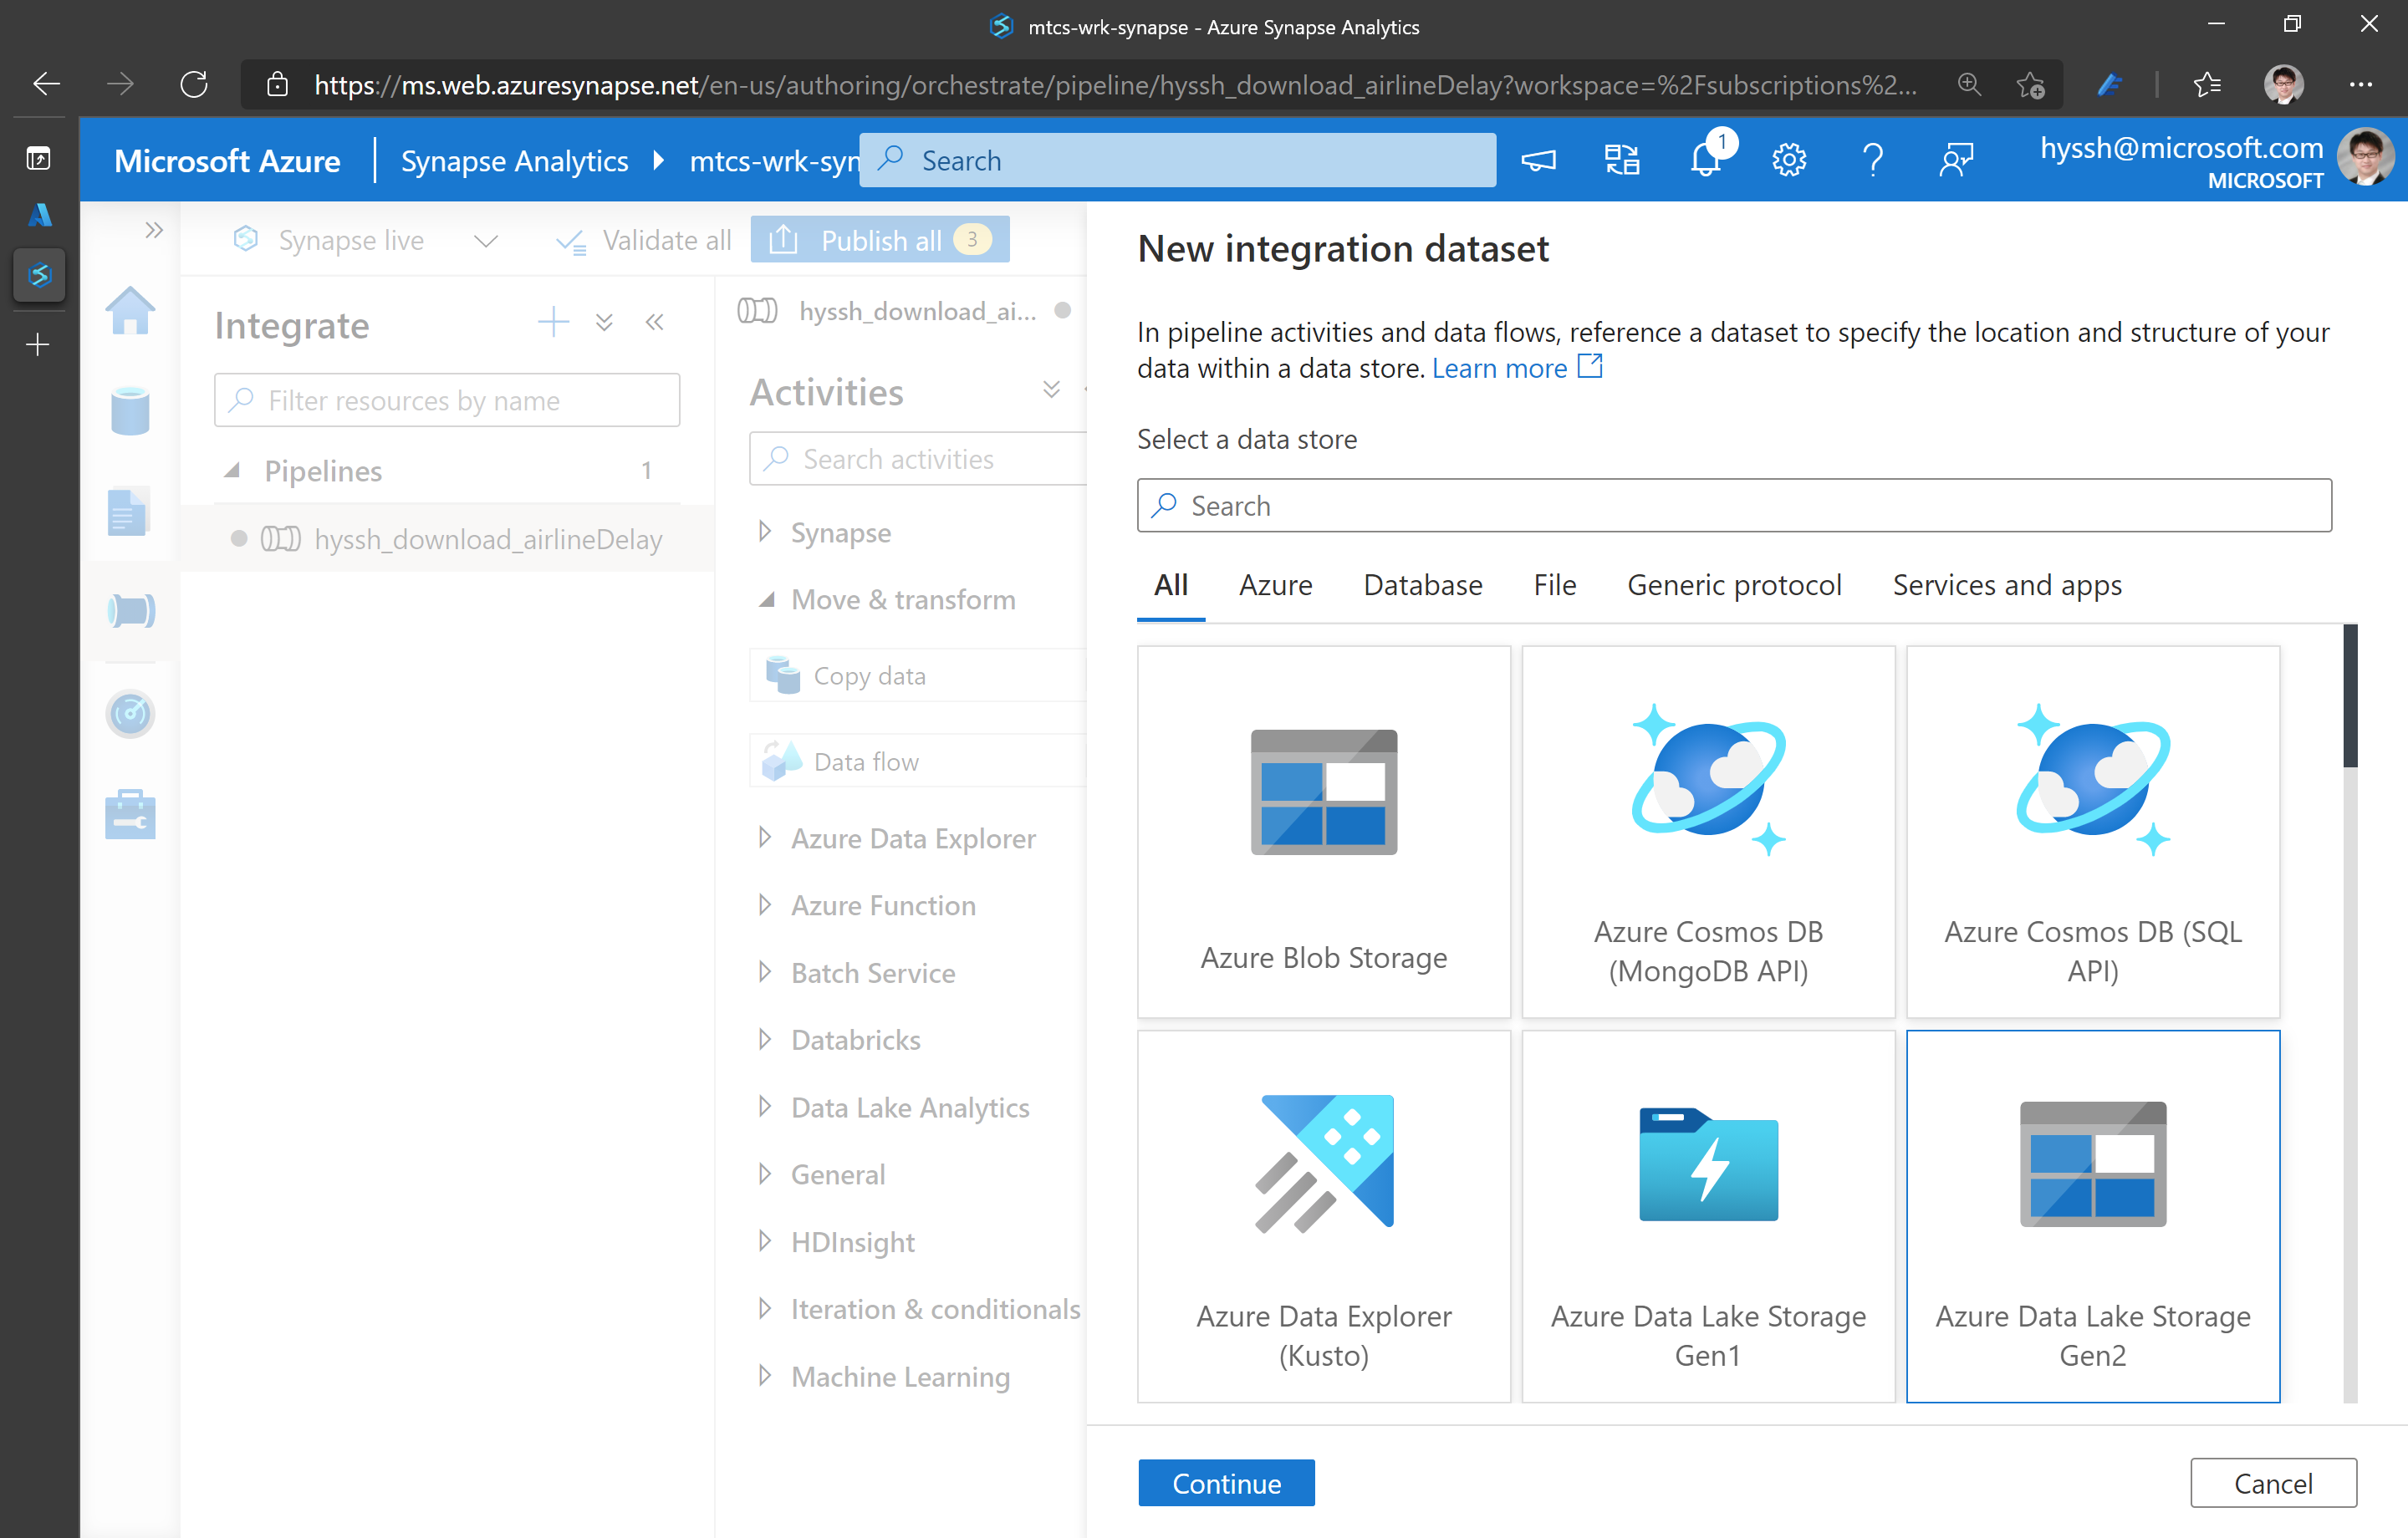 mtcs-wrk-synapse - Azure Synapse Analytics
https://ms.web.azuresynapse.net/en-us/authoring/orchestrate/pipeline/hyssh_download_airlineDelay?workspace=%2Fsubscriptions%2...
Microsoft Azure
Synapse Analytics
mtcs-wrk-syn
Search
1
hyssh@microsoft.com
MICROSOFT
Synapse live
Validate all
Publish all
3
Integrate
Filter resources by name
Pipelines
1
hyssh_download_airlineDelay
hyssh_download_ai...
Activities
Search activities
Synapse
Move & transform
Copy data
Data flow
Azure Data Explorer
Azure Function
Batch Service
Databricks
Data Lake Analytics
General
HDInsight
Iteration & conditionals
Machine Learning
New integration dataset
In pipeline activities and data flows, reference a dataset to specify the location and structure of your
data within a data store. Learn more
Select a data store
Search
All
Azure
Database
File
Generic protocol
Services and apps
Azure Blob Storage
Azure Cosmos DB
(MongoDB API)
Azure Cosmos DB (SQL
API)
Azure Data Explorer
(Kusto)
Azure Data Lake Storage
Gen1
Azure Data Lake Storage
Gen2
Continue
Cancel